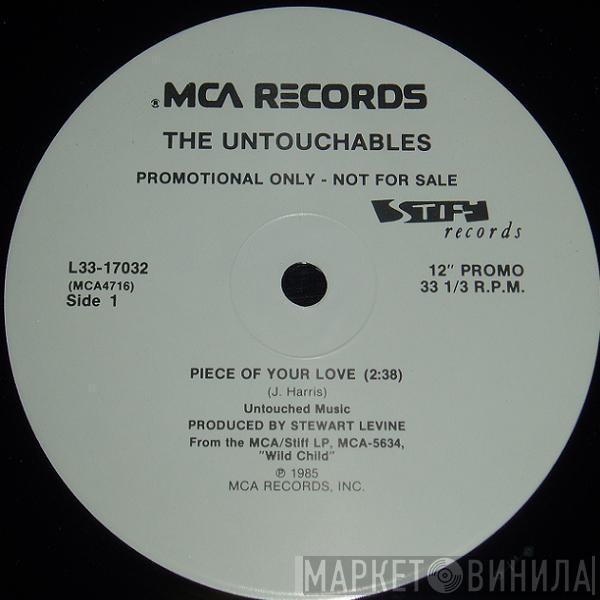 ® MCA RECORDS
THE UNTOUCHABLES
PROMOTIONAL ONLY - NOT FOR SALE
STIFF
records
L33-17032
(MCA4716)
Side 1
12" PROMO
33 1/3 R.P.M.
PIECE OF YOUR LOVE (2:38)
(J. Harris)
Untouched Music
PRODUCED BY STEWART LEVINE
From the MCA/Stiff LP, MCA-5634,
"Wild Child"
℗ 1985
MCA RECORDS, INC.
МАРКЕТ ВИНИЛА